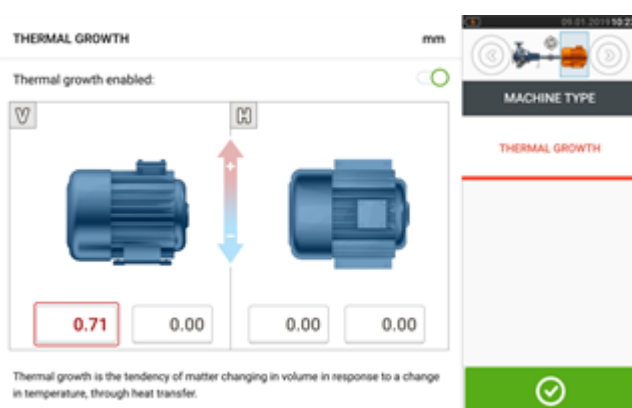 THERMAL GROWTH
mm
Thermal growth enabled:
V
H
+
-
0.71
0.00
0.00
0.00
Thermal growth is the tendency of matter changing in volume in response to a change
in temperature, through heat transfer.
09.01.2019 10:23
MACHINE TYPE
THERMAL GROWTH